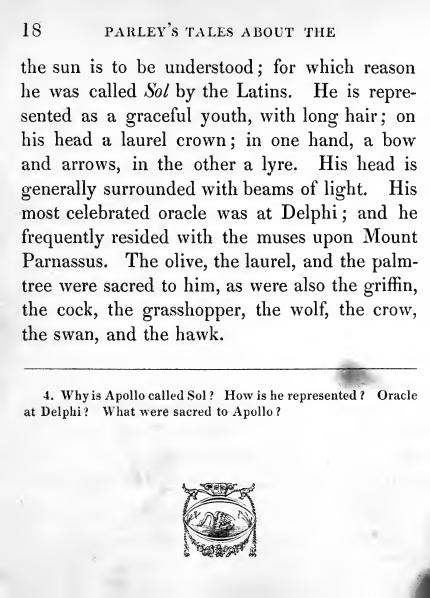 18 PARLEY'S TALES ABOUT THE
the sun is to be understood; for which reason
he was called Sol by the Latins. He is repre-
sented as a graceful youth, with long hair; on
his head a laurel crown; in one hand, a bow
and arrows, in the other a lyre. His head is
generally surrounded with beams of light. His
most celebrated oracle was at Delphi; and he
frequently resided with the muses upon Mount
Parnassus. The olive, the laurel, and the palm-
tree were sacred to him, as were also the griffin,
the cock, the grasshopper, the wolf, the crow,
the swan, and the hawk.
4. Why is Apollo called Sol? How is he represented? Oracle
at Delphi? What were sacred to Apollo?